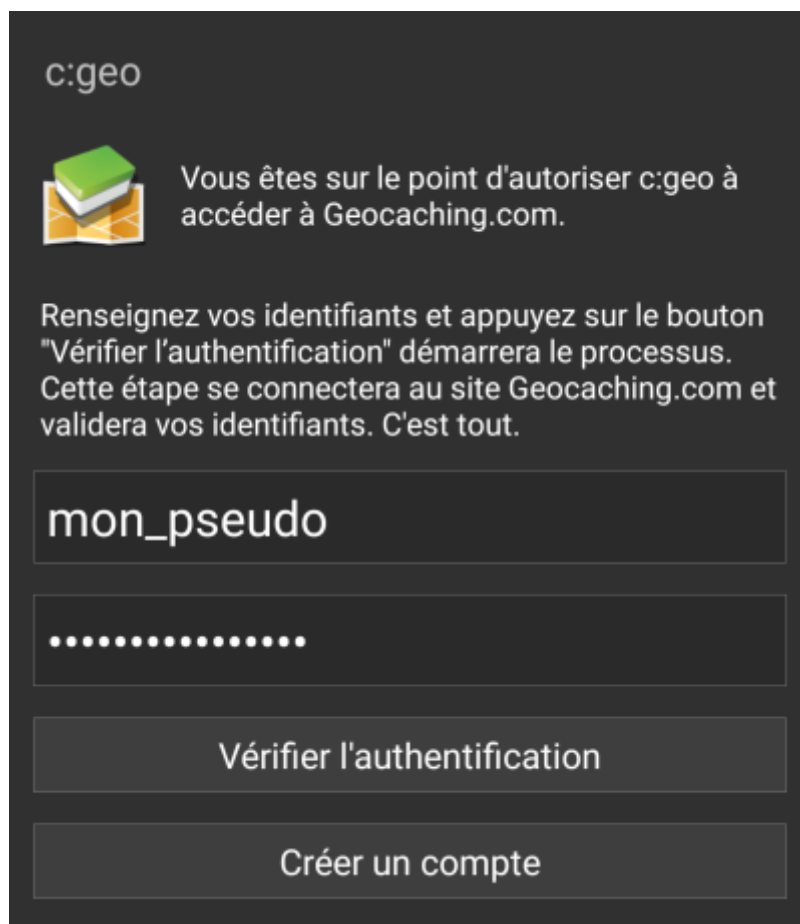 c:geo
Vous êtes sur le point d'autoriser c:geo à
accéder à Geocaching.com.
Renseignez vos identifiants et appuyez sur le bouton
"Vérifier l’authentification" démarrera le processus.
Cette étape se connectera au site Geocaching.com et
validera vos identifiants. C'est tout.
mon_pseudo
••••••••••••••••
Vérifier l'authentification
Créer un compte